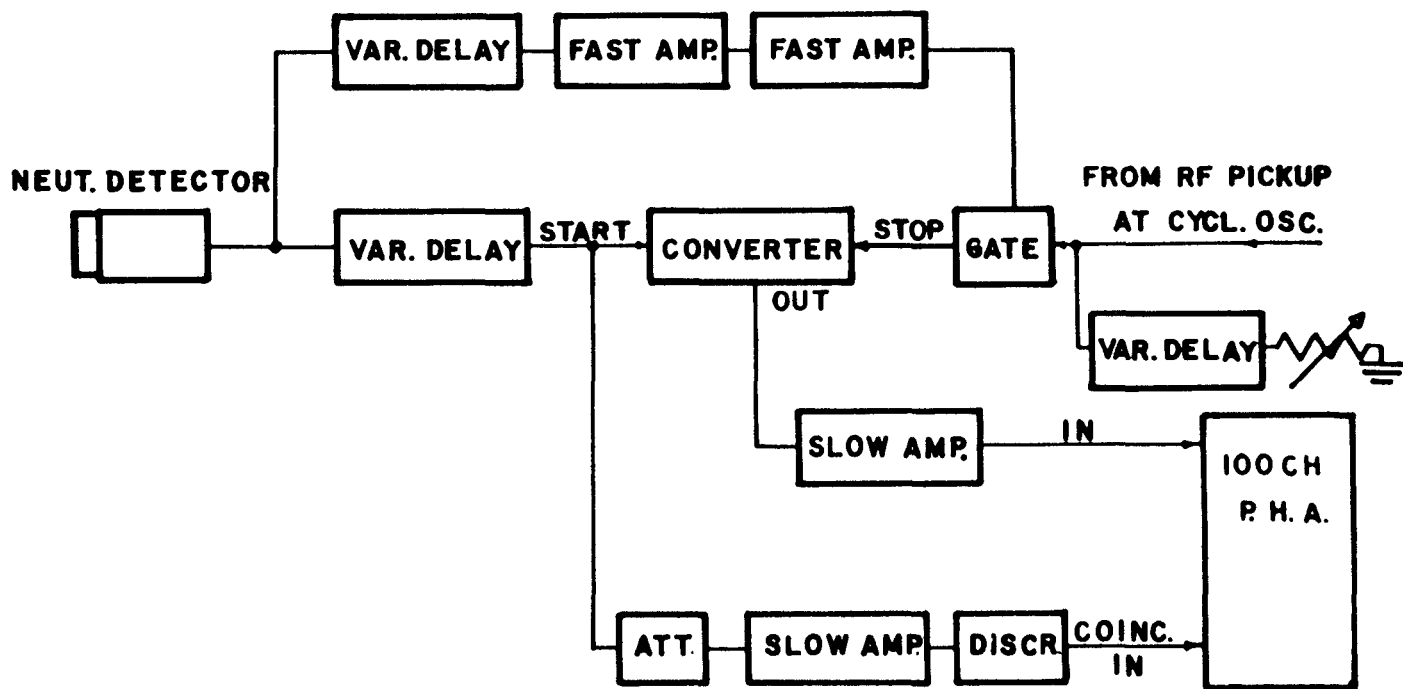 VAR. DELAY
FAST AMP.
FAST AMP.
NEUT. DETECTOR
FROM RF PICKUP
AT CYCL. OSC.
VAR. DELAY
START
CONVERTER
STOP
GATE
OUT
VAR. DELAY
SLOW AMP.
IN
100 CH
P. H. A.
ATT.
SLOW AMP.
DISCR.
COINC.
IN